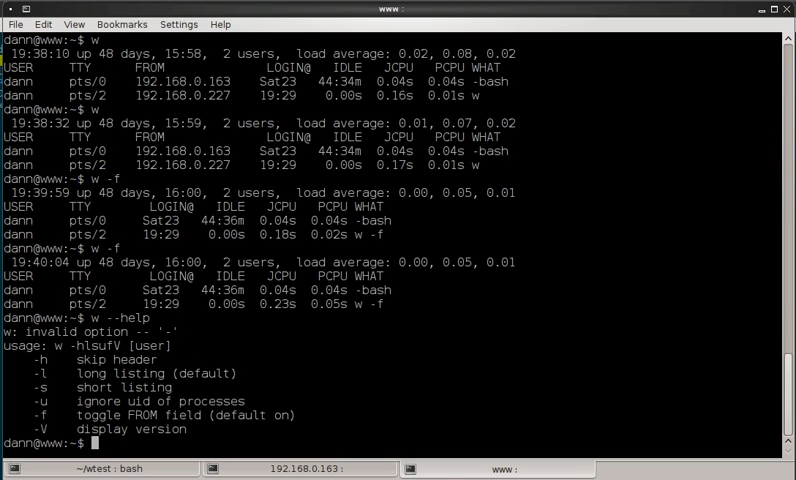 www :
File Edit View Bookmarks Settings Help
dann@www:~$ w
 19:38:10 up 48 days, 15:58,  2 users,  load average: 0.02, 0.08, 0.02
USER     TTY      FROM              LOGIN@   IDLE   JCPU   PCPU WHAT
dann     pts/0    192.168.0.163    Sat23   44:34m  0.04s  0.04s -bash
dann     pts/2    192.168.0.227    19:29    0.00s  0.16s  0.01s w
dann@www:~$ w
 19:38:32 up 48 days, 15:59,  2 users,  load average: 0.01, 0.07, 0.02
USER     TTY      FROM              LOGIN@   IDLE   JCPU   PCPU WHAT
dann     pts/0    192.168.0.163    Sat23   44:34m  0.04s  0.04s -bash
dann     pts/2    192.168.0.227    19:29    0.00s  0.17s  0.01s w
dann@www:~$ w -f
 19:39:59 up 48 days, 16:00,  2 users,  load average: 0.00, 0.05, 0.01
USER     TTY        LOGIN@   IDLE   JCPU   PCPU WHAT
dann     pts/0     Sat23   44:36m  0.04s  0.04s -bash
dann     pts/2     19:29    0.00s  0.18s  0.02s w -f
dann@www:~$ w -f
 19:40:04 up 48 days, 16:00,  2 users,  load average: 0.00, 0.05, 0.01
USER     TTY        LOGIN@   IDLE   JCPU   PCPU WHAT
dann     pts/0     Sat23   44:36m  0.04s  0.04s -bash
dann     pts/2     19:29    0.00s  0.23s  0.05s w -f
dann@www:~$ w --help
w: invalid option -- '-'
usage: w -hlsufV [user]
    -h    skip header
    -l    long listing (default)
    -s    short listing
    -u    ignore uid of processes
    -f    toggle FROM field (default on)
    -V    display version
dann@www:~$
~/wtest : bash 192.168.0.163 : www :